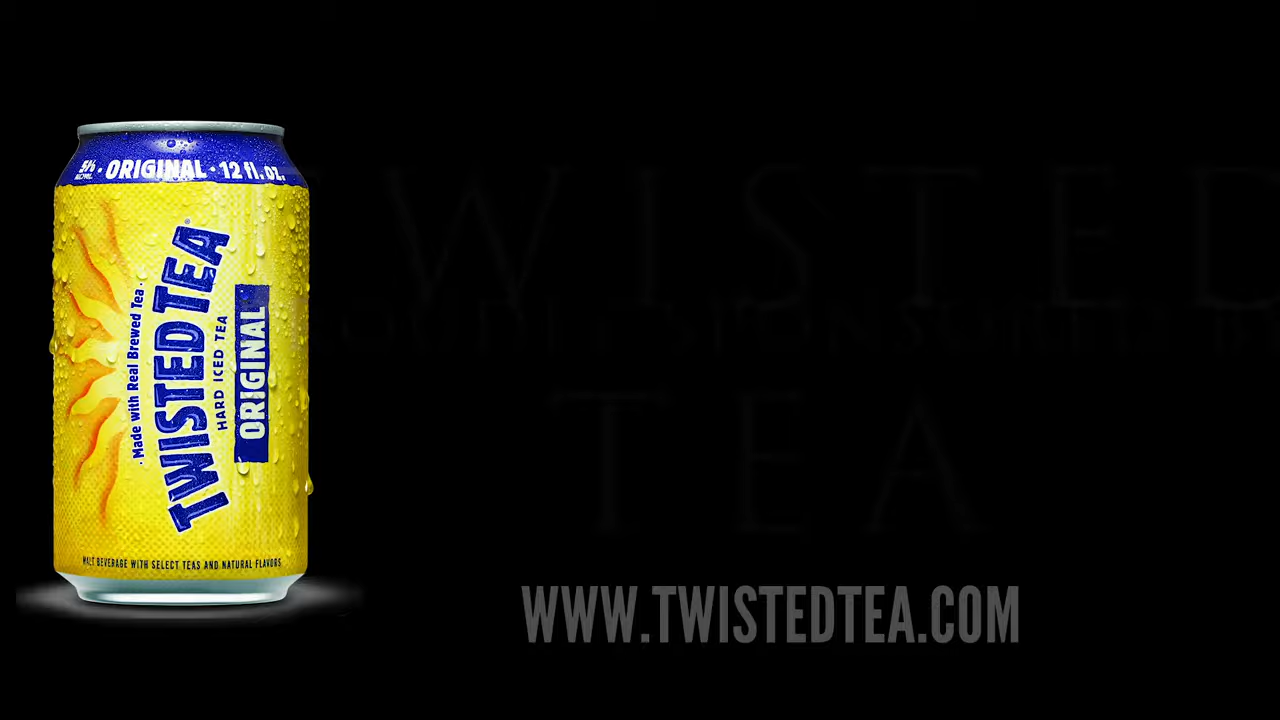 5% ALC/VOL. · ORIGINAL · 12 fl. oz.
· Made with Real Brewed Tea ·
TWISTED TEA®
HARD ICED TEA
ORIGINAL
MALT BEVERAGE WITH SELECT TEAS AND NATURAL FLAVORS
TWISTED
TEA
WWW.TWISTEDTEA.COM